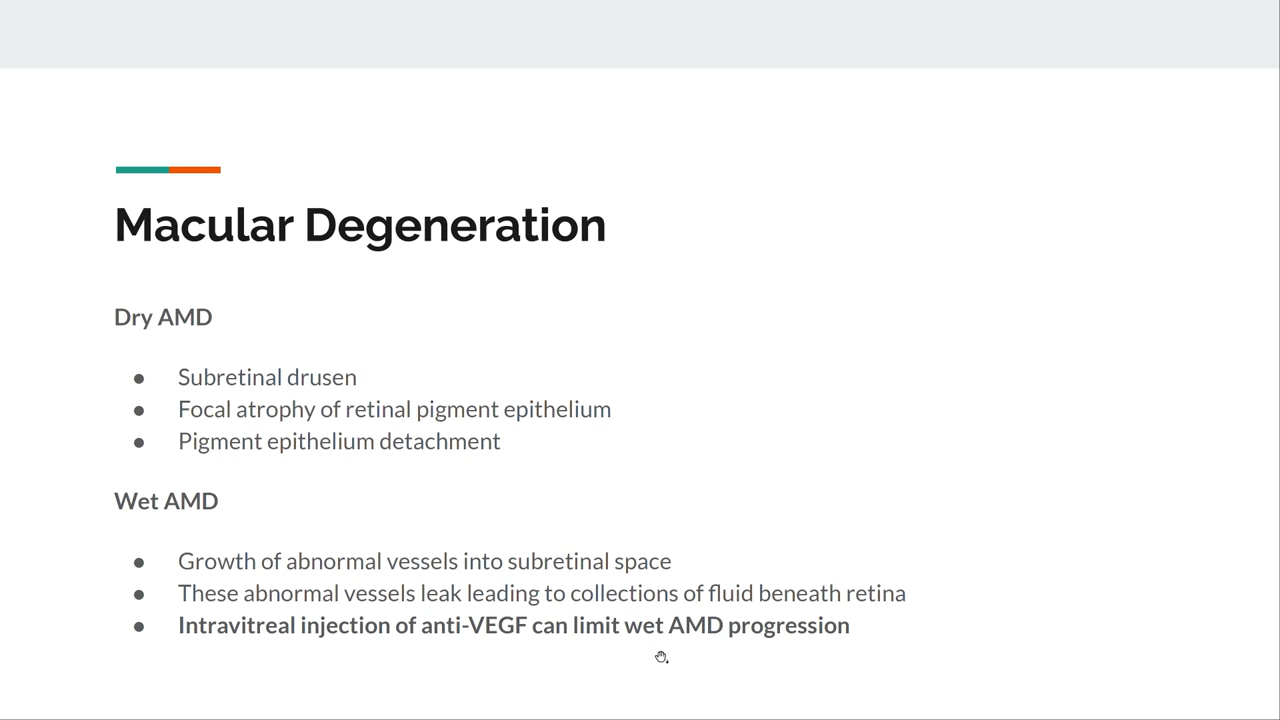 Macular Degeneration
Dry AMD
● Subretinal drusen
● Focal atrophy of retinal pigment epithelium
● Pigment epithelium detachment
Wet AMD
● Growth of abnormal vessels into subretinal space
● These abnormal vessels leak leading to collections of fluid beneath retina
● Intravitreal injection of anti-VEGF can limit wet AMD progression